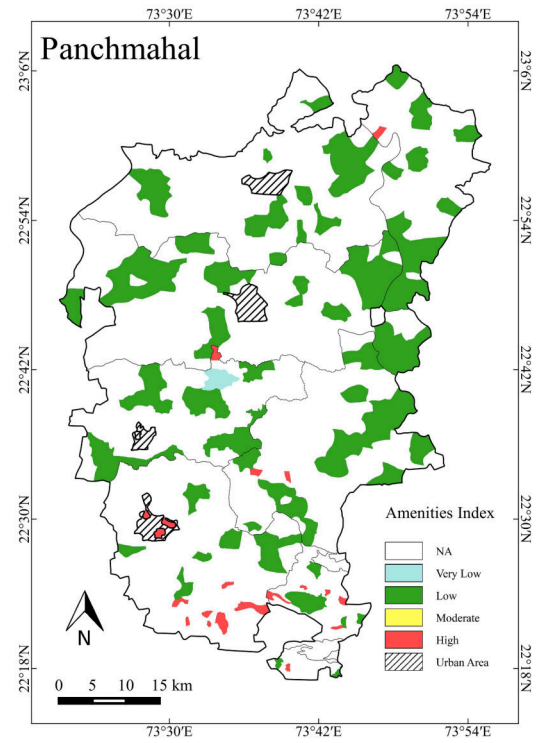 73°30'E 73°42'E 73°54'E
Panchmahal
23°6'N 23°6'N
22°54'N 22°54'N
22°42'N 22°42'N
22°30'N 22°30'N
22°18'N 22°18'N
Amenities Index
NA
Very Low
Low
Moderate
High
Urban Area
N
0 5 10 15 km
73°30'E 73°42'E 73°54'E